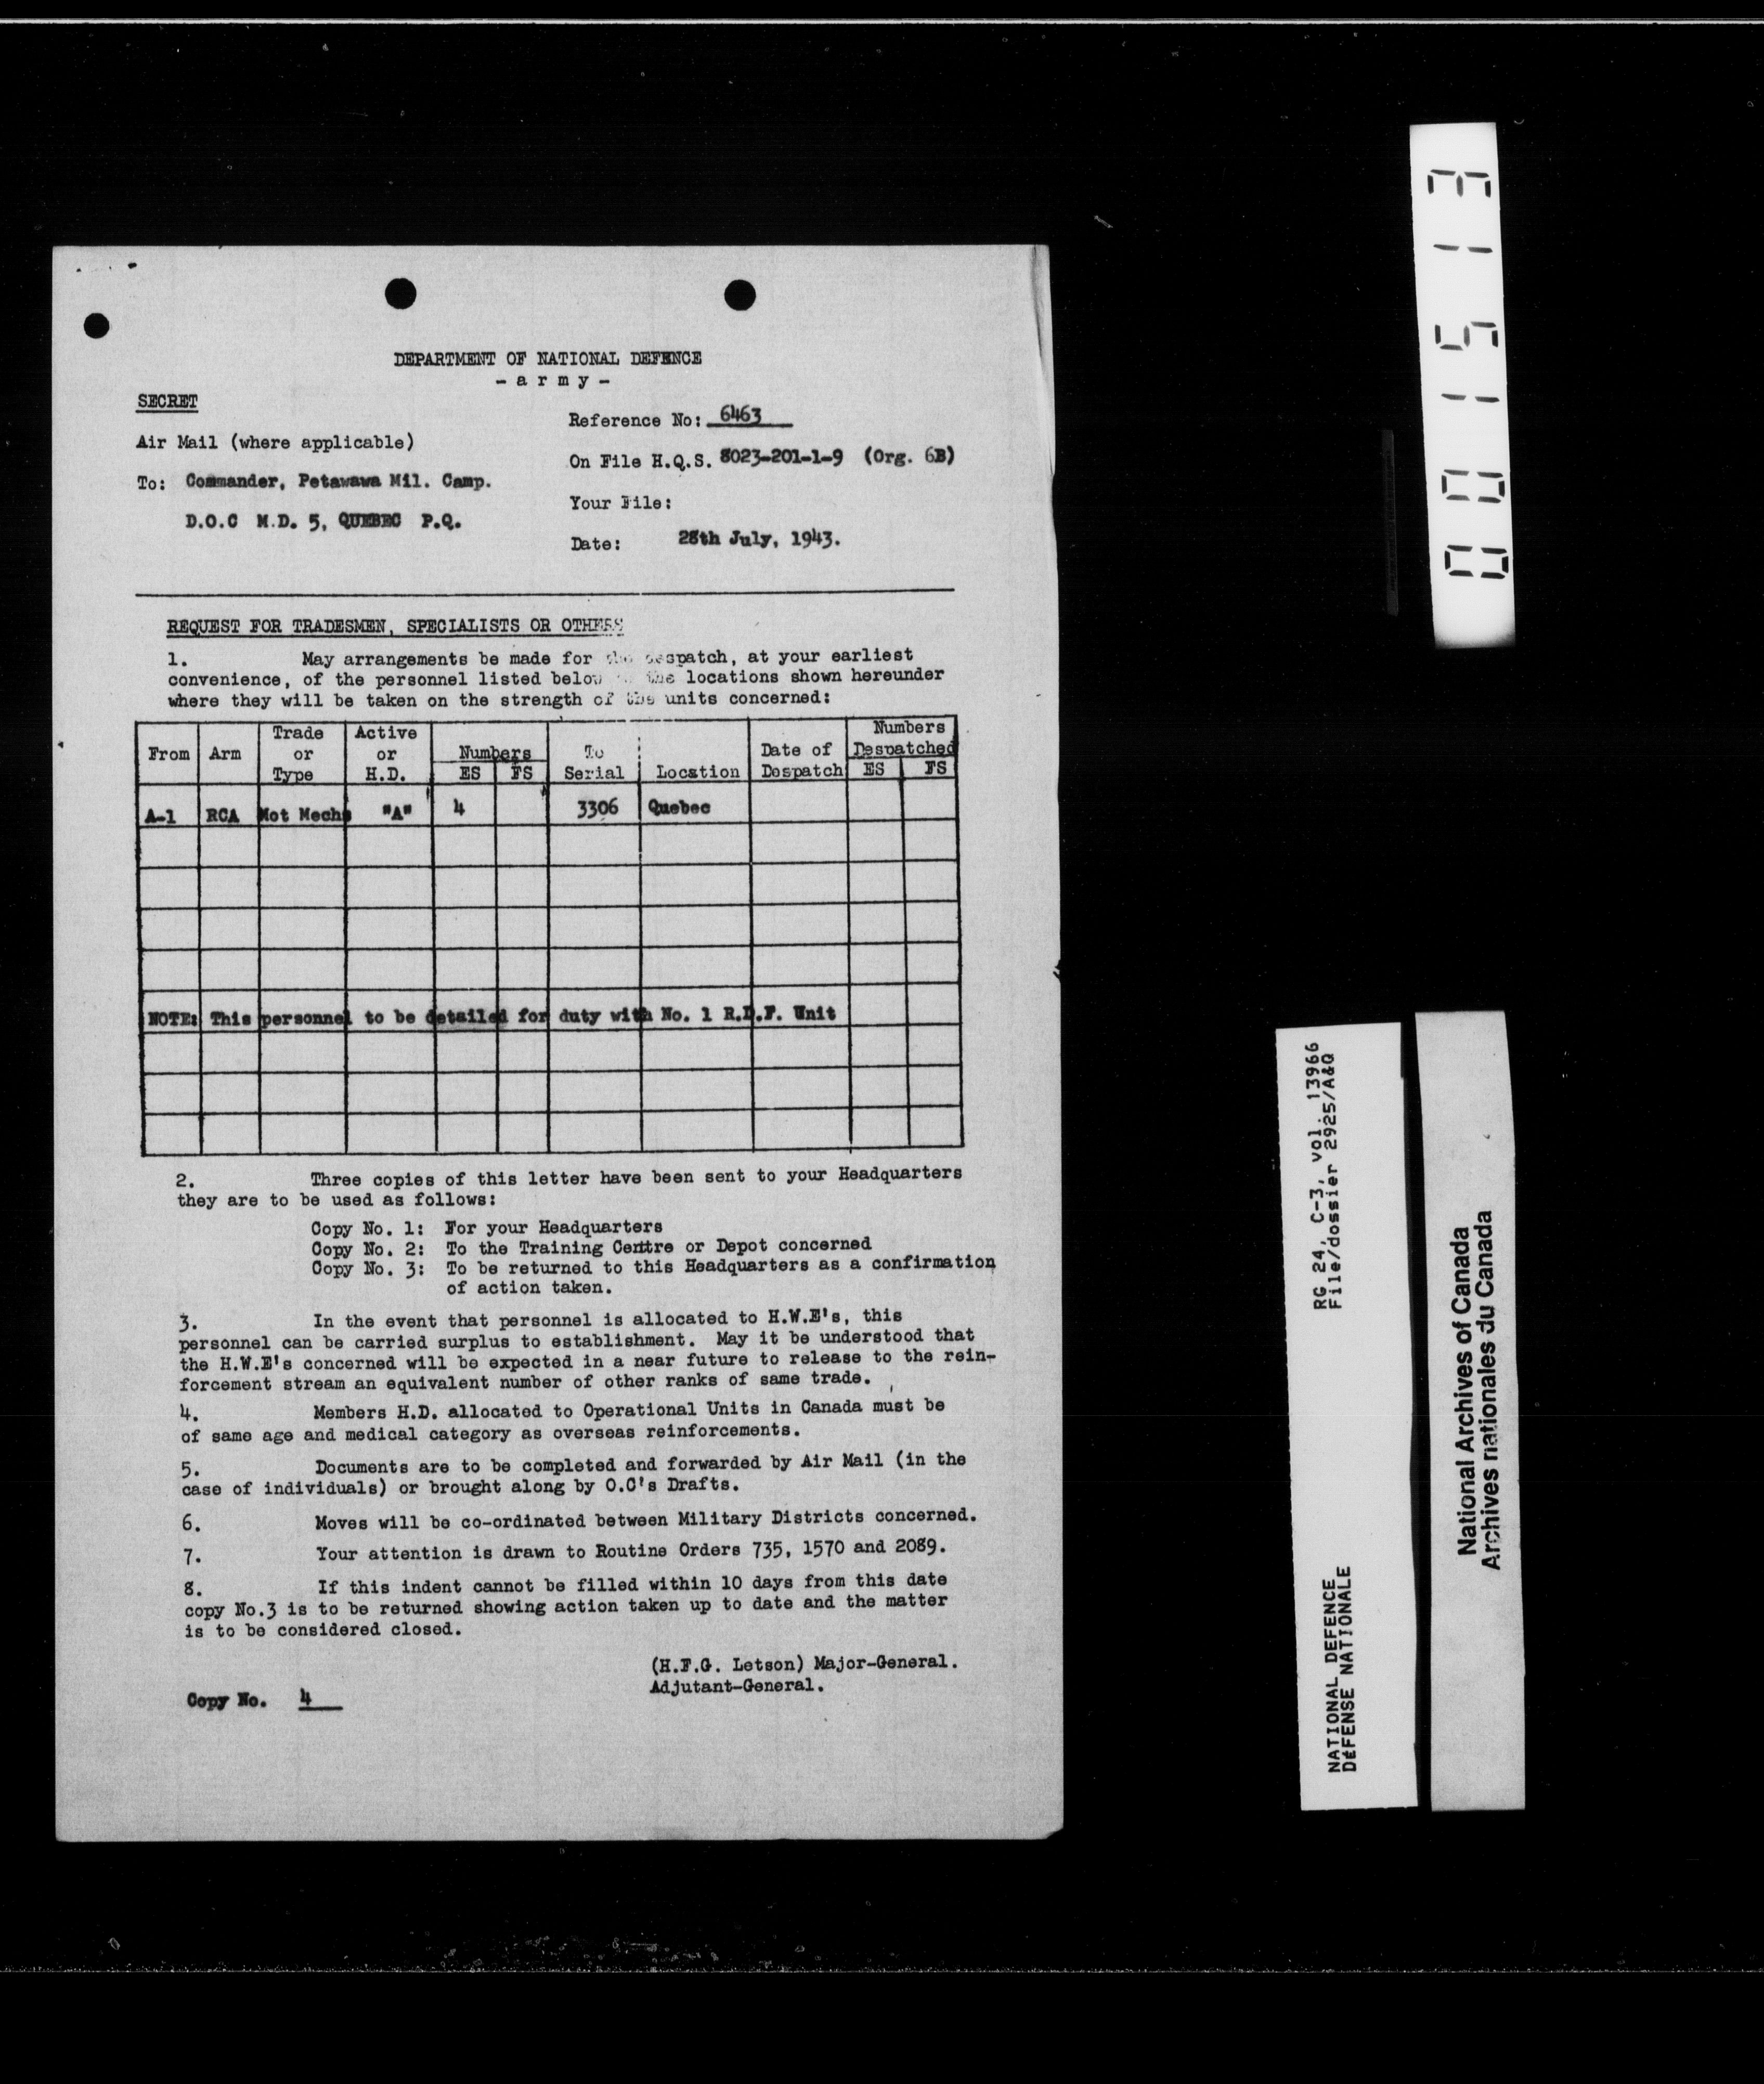 DEPARTMENT OF NATIONAL DEFENCE
- a r m y -
SECRET
Reference No: 6463
Air Mail (where applicable)
On File H.Q.S. 8023-201-1-9 (Org. 6B)
To: Commander, Petawawa Mil. Camp.
Your File:
D.O.C M.D. 5, QUEBEC P.Q.
Date: 28th July, 1943.
REQUEST FOR TRADESMEN, SPECIALISTS OR OTHERS
1. May arrangements be made for the despatch, at your earliest
convenience, of the personnel listed below the locations shown hereunder
where they will be taken on the strength of the units concerned:
From Arm Trade or Type Active or H.D. Numbers ES FS To Serial Location Date of Despatch Numbers Despatched ES FS
A-1 RCA Mot Mechs "A" 4 3306 Quebec
NOTE: This personnel to be detailed for duty with No. 1 R.D.F. Unit
2. Three copies of this letter have been sent to your Headquarters
they are to be used as follows:
Copy No. 1: For your Headquarters
Copy No. 2: To the Training Centre or Depot concerned
Copy No. 3: To be returned to this Headquarters as a confirmation
of action taken.
3. In the event that personnel is allocated to H.W.E's, this
personnel can be carried surplus to establishment. May it be understood that
the H.W.E's concerned will be expected in a near future to release to the rein-
forcement stream an equivalent number of other ranks of same trade.
4. Members H.D. allocated to Operational Units in Canada must be
of same age and medical category as overseas reinforcements.
5. Documents are to be completed and forwarded by Air Mail (in the
case of individuals) or brought along by O.C's Drafts.
6. Moves will be co-ordinated between Military Districts concerned.
7. Your attention is drawn to Routine Orders 735, 1570 and 2089.
8. If this indent cannot be filled within 10 days from this date
copy No.3 is to be returned showing action taken up to date and the matter
is to be considered closed.
(H.F.G. Letson) Major-General.
Adjutant-General.
Copy No. 4
001513
NATIONAL DEFENCE RG 24, C-3, vol. 13966
DÉFENSE NATIONALE File/dossier 2925/A&Q
National Archives of Canada
Archives nationales du Canada